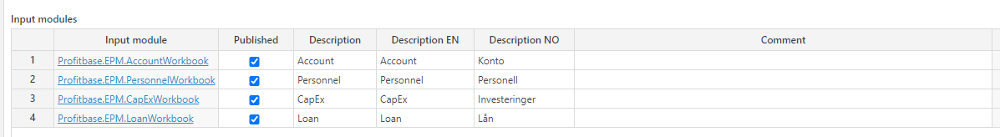 Input modules
Input module Published Description Description EN Description NO Comment
1 Profitbase.EPM.AccountWorkbook Account Account Konto
2 Profitbase.EPM.PersonnelWorkbook Personnel Personnel Personell
3 Profitbase.EPM.CapExWorkbook CapEx CapEx Investeringer
4 Profitbase.EPM.LoanWorkbook Loan Loan Lån